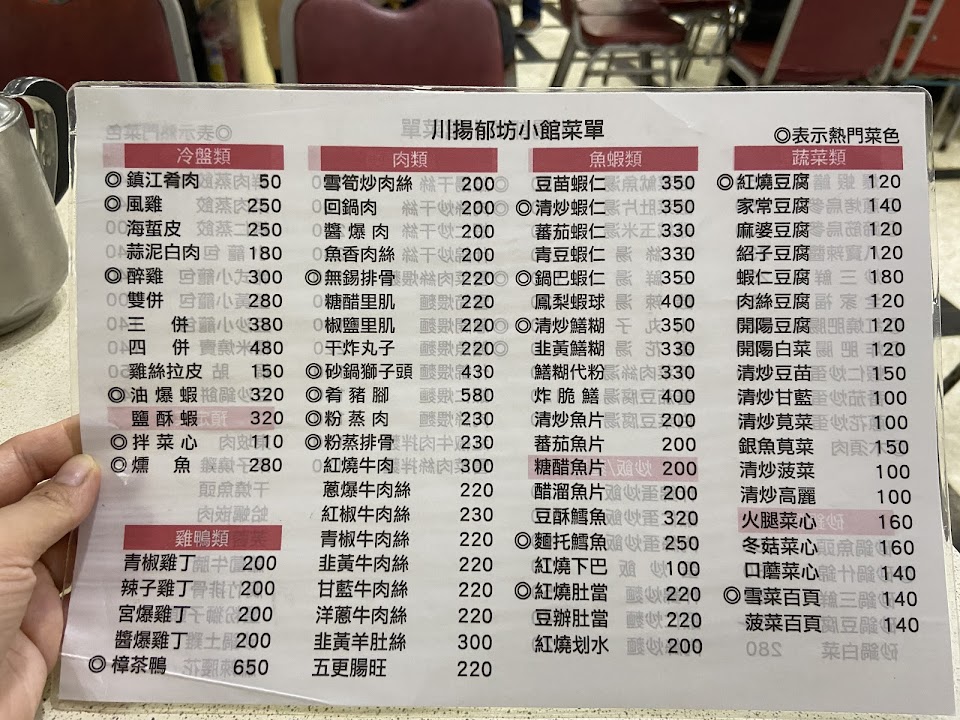 川揚郁坊小館菜單
◎表示熱門菜色
冷盤類
◎鎮江肴肉 50
◎風雞 250
海蜇皮 250
蒜泥白肉 180
◎醉雞 300
雙併 280
三併 380
四併 480
雞絲拉皮 150
◎油爆蝦 320
鹽酥蝦 320
◎拌菜心 110
◎燻魚 280
雞鴨類
青椒雞丁 200
辣子雞丁 200
宮爆雞丁 200
醬爆雞丁 200
◎樟茶鴨 650
肉類
雪筍炒肉絲 200
回鍋肉 200
醬爆肉 200
魚香肉絲 200
◎無錫排骨 220
糖醋里肌 220
椒鹽里肌 220
干炸丸子 220
◎砂鍋獅子頭 430
◎肴豬腳 580
◎粉蒸肉 230
◎粉蒸排骨 230
紅燒牛肉 300
蔥爆牛肉絲 220
紅椒牛肉絲 230
青椒牛肉絲 220
韭黃牛肉絲 220
甘藍牛肉絲 220
洋蔥牛肉絲 220
韭黃羊肚絲 300
五更腸旺 220
魚蝦類
豆苗蝦仁 350
◎清炒蝦仁 350
蕃茄蝦仁 330
青豆蝦仁 330
◎鍋巴蝦仁 350
鳳梨蝦球 400
◎清炒鱔糊 350
韭黃鱔糊 330
鱔糊代粉 330
炸脆鱔 400
清炒魚片 200
蕃茄魚片 200
糖醋魚片 200
醋溜魚片 200
豆酥鱈魚 320
◎麵托鱈魚 250
紅燒下巴 100
◎紅燒肚當 220
豆辦肚當 220
紅燒划水 200
蔬菜類
◎紅燒豆腐 120
家常豆腐 140
麻婆豆腐 120
紹子豆腐 120
蝦仁豆腐 180
肉絲豆腐 120
開陽豆腐 120
開陽白菜 120
清炒豆苗 150
清炒甘藍 100
清炒莧菜 100
銀魚莧菜 150
清炒菠菜 100
清炒高麗 100
火腿菜心 160
冬菇菜心 160
口蘑菜心 140
◎雪菜百頁 140
菠菜百頁 140